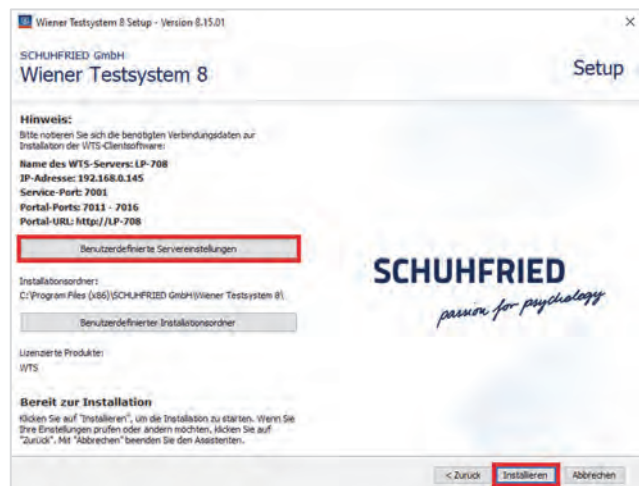 Wiener Testsystem 8 Setup - Version 8.15.01
SCHUHFRIED GmbH
Wiener Testsystem 8
Setup
Hinweis:
Bitte notieren Sie sich die benötigten Verbindungsdaten zur
Installation der WTS-Clientsoftware:
Name des WTS-Servers: LP-708
IP-Adresse: 192.168.0.145
Service-Port: 7001
Portal-Ports: 7011 - 7016
Portal-URL: http://LP-708
Benutzerdefinierte Servereinstellungen
Installationsordner:
C:\Program Files (x86)\SCHUHFRIED GmbH\Wiener Testsystem 8\
Benutzerdefinierter Installationsordner
Lizenzierte Produkte:
WTS
Bereit zur Installation
Klicken Sie auf "Installieren", um die Installation zu starten. Wenn Sie
Ihre Einstellungen prüfen oder ändern möchten, klicken Sie auf
"Zurück". Mit "Abbrechen" beenden Sie den Assistenten.
SCHUHFRIED
passion for psychology
< Zurück
Installieren
Abbrechen